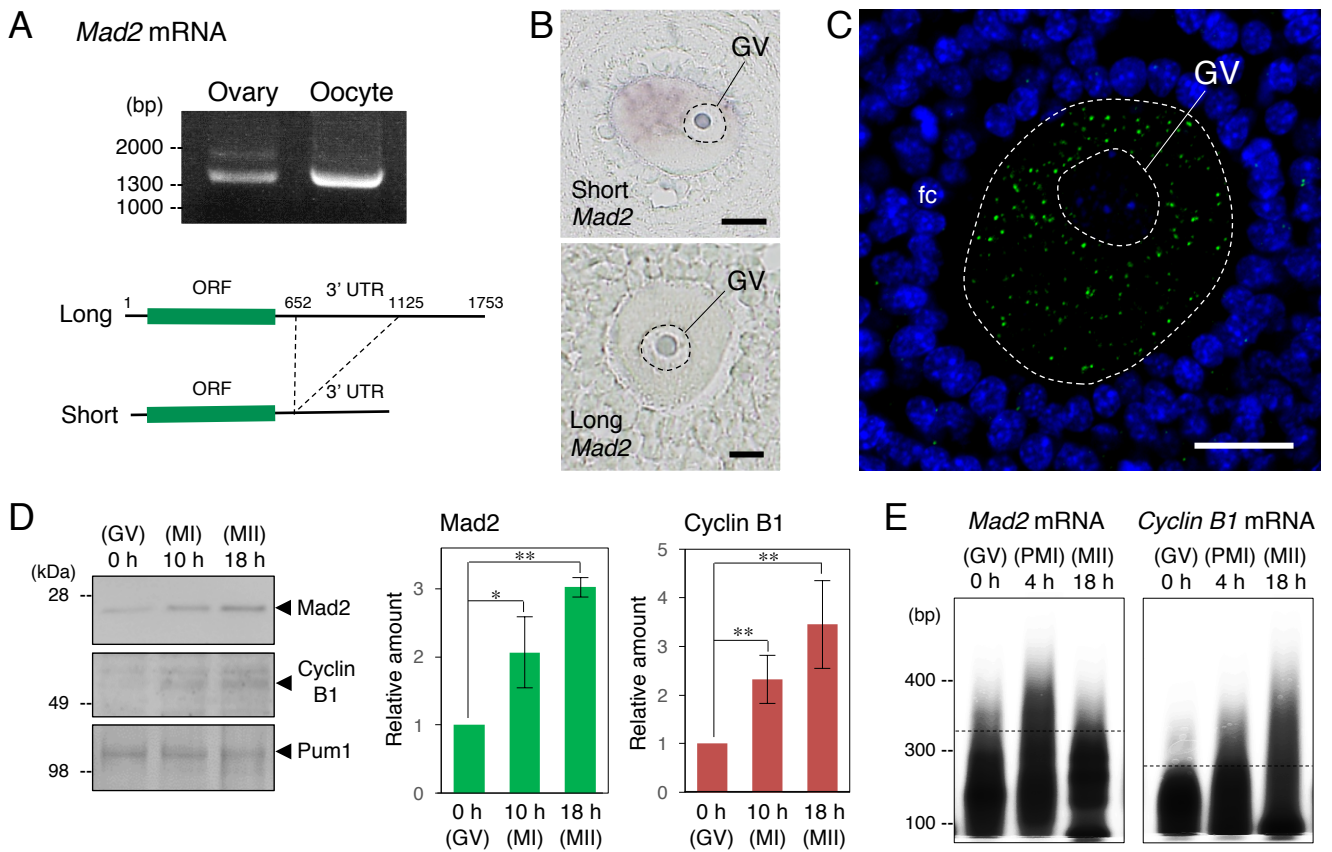 A
Mad2 mRNA
Ovary Oocyte
(bp)
2000 --
1300 --
1000 --
ORF 3’ UTR
1 652 1125 1753
Long
ORF 3’ UTR
Short
B
GV
Short
Mad2
GV
Long
Mad2
C
GV
fc
D
(GV) (MI) (MII)
0 h 10 h 18 h
(kDa)
28 --
Mad2
Cyclin
B1
49 --
Pum1
98 --
Mad2
Relative amount
3
2
1
0
**
*
0 h 10 h 18 h
(GV) (MI) (MII)
Cyclin B1
Relative amount
5
4
3
2
1
0
**
**
0 h 10 h 18 h
(GV) (MI) (MII)
E
Mad2 mRNA Cyclin B1 mRNA
(GV) (PMI) (MII) (GV) (PMI) (MII)
0 h 4 h 18 h 0 h 4 h 18 h
(bp)
400 --
300 --
100 --